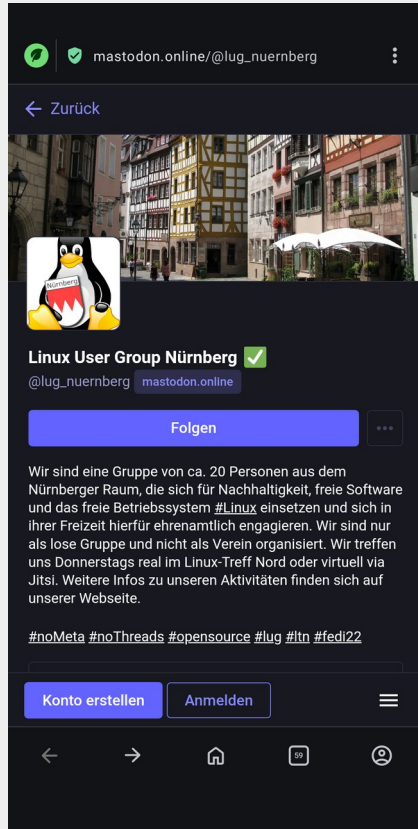 mastodon.online/@lug_nuernberg
← Zurück
Nürnberg
Linux User Group Nürnberg ✅
@lug_nuernberg mastodon.online
Folgen
Wir sind eine Gruppe von ca. 20 Personen aus dem
Nürnberger Raum, die sich für Nachhaltigkeit, freie Software
und das freie Betriebssystem #Linux einsetzen und sich in
ihrer Freizeit hierfür ehrenamtlich engagieren. Wir sind nur
als lose Gruppe und nicht als Verein organisiert. Wir treffen
uns Donnerstags real im Linux-Treff Nord oder virtuell via
Jitsi. Weitere Infos zu unseren Aktivitäten finden sich auf
unserer Webseite.
#noMeta #noThreads #opensource #lug #ltn #fedi22
Konto erstellen Anmelden
59